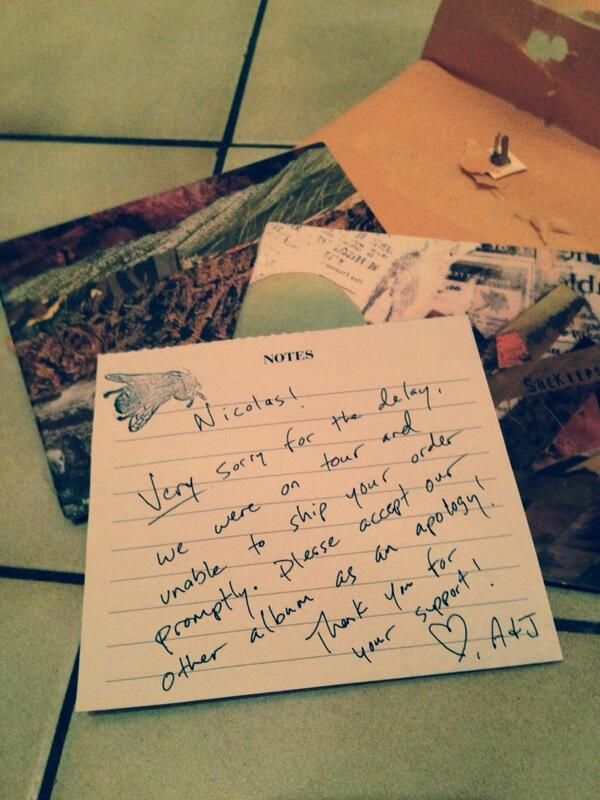 NOTES
Nicolas!
Very sorry for the delay,
we were on tour and
unable to ship your order
promptly. Please accept our
other album as an apology!
Thank you for
your support!
♡, A&J
SHEKEEPS